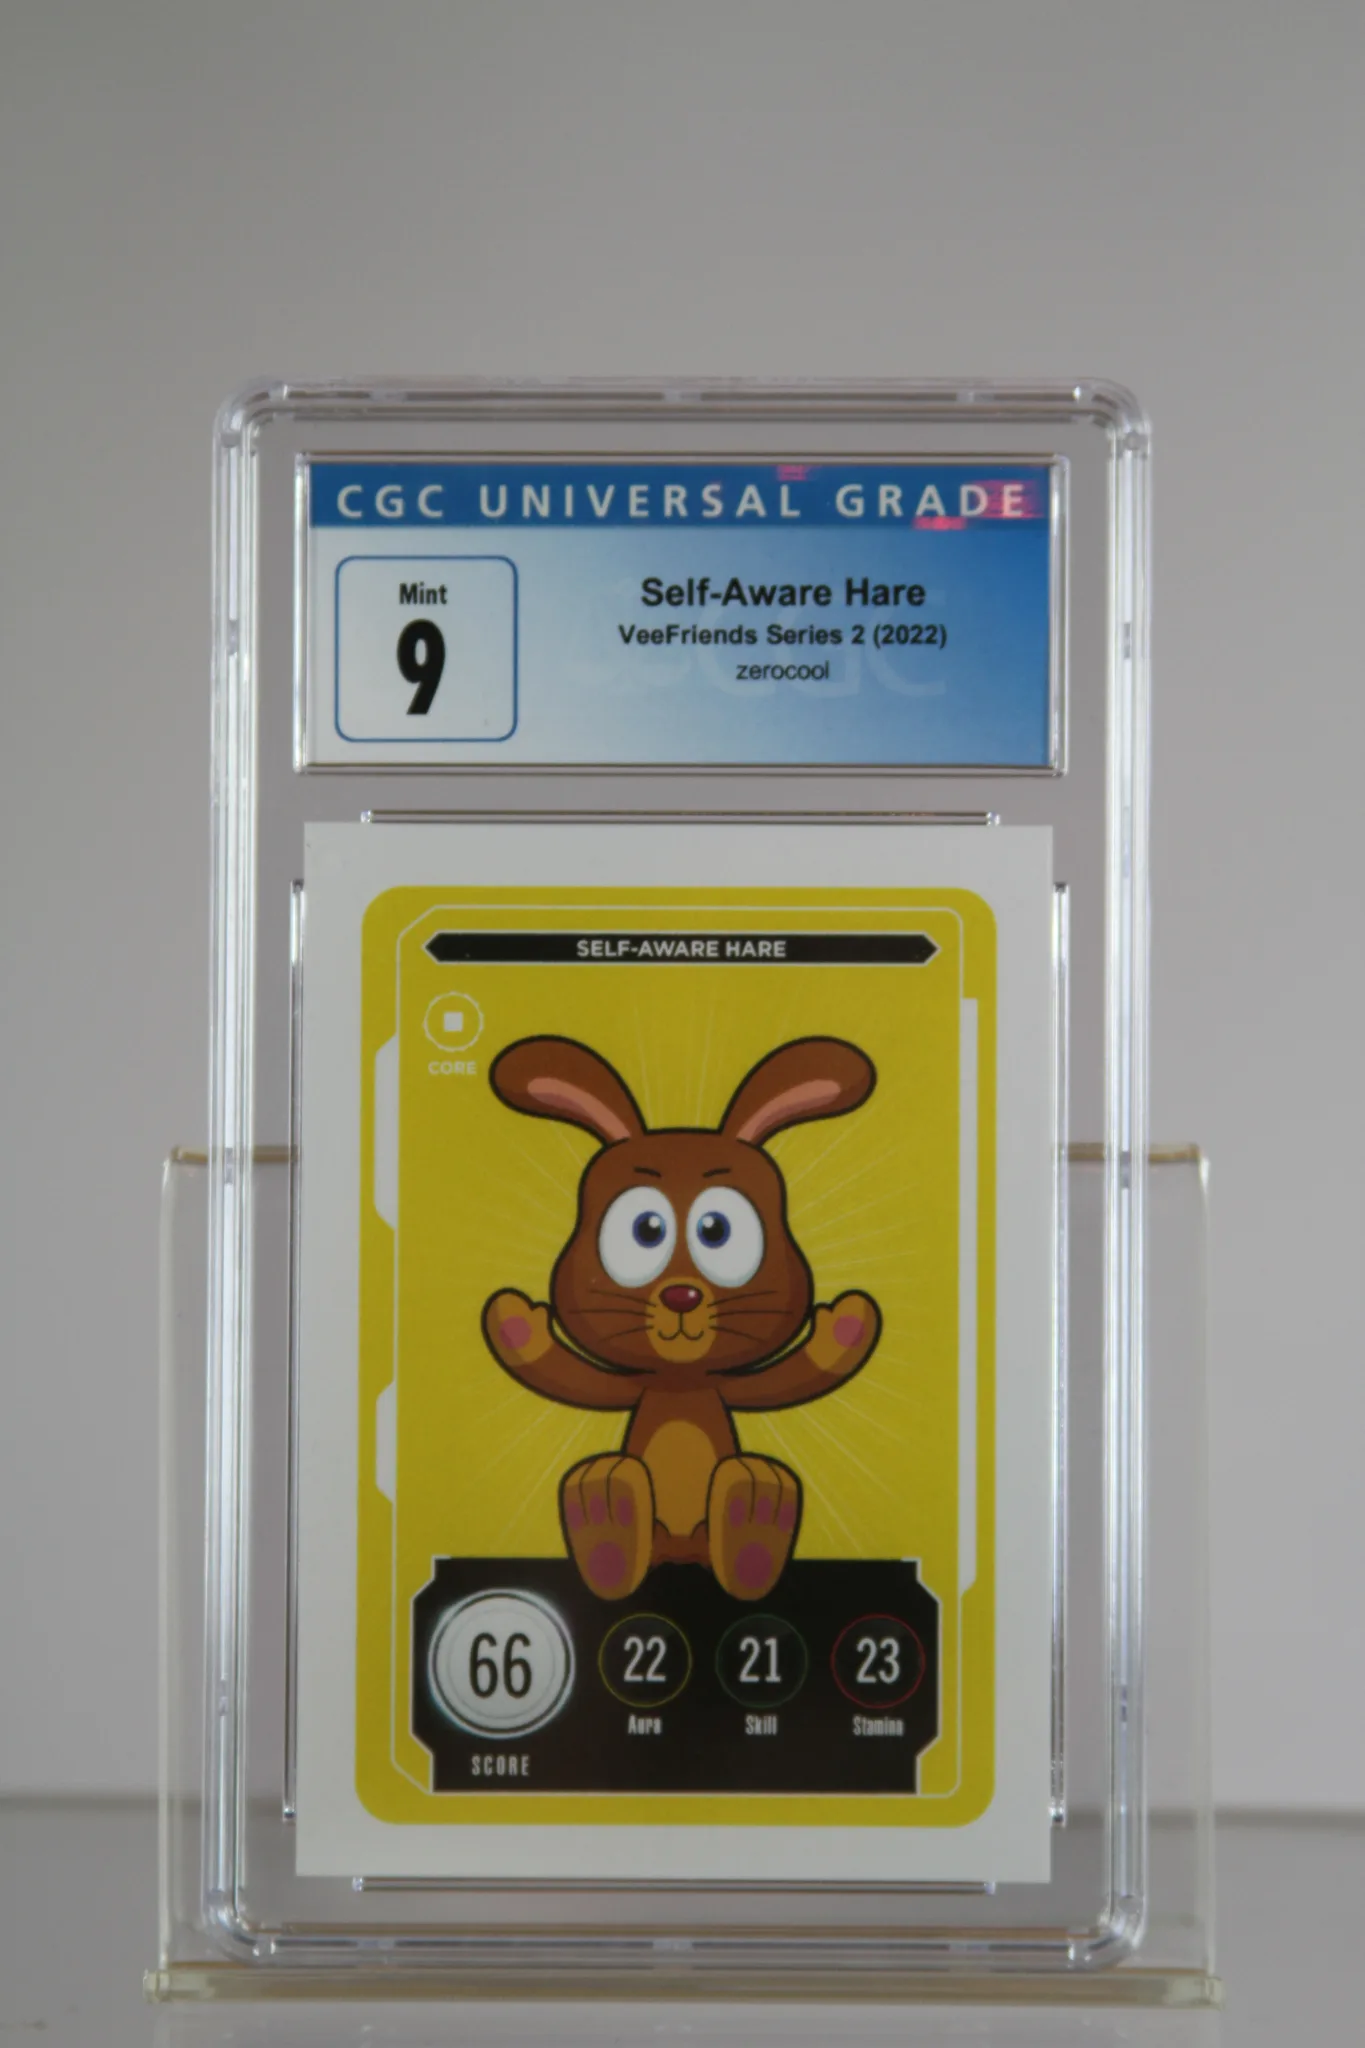 CGC UNIVERSAL GRADE
Mint
9
Self-Aware Hare
VeeFriends Series 2 (2022)
zerocool
CGC
SELF-AWARE HARE
CORE
66
22
21
23
Aura
Skill
Stamina
SCORE